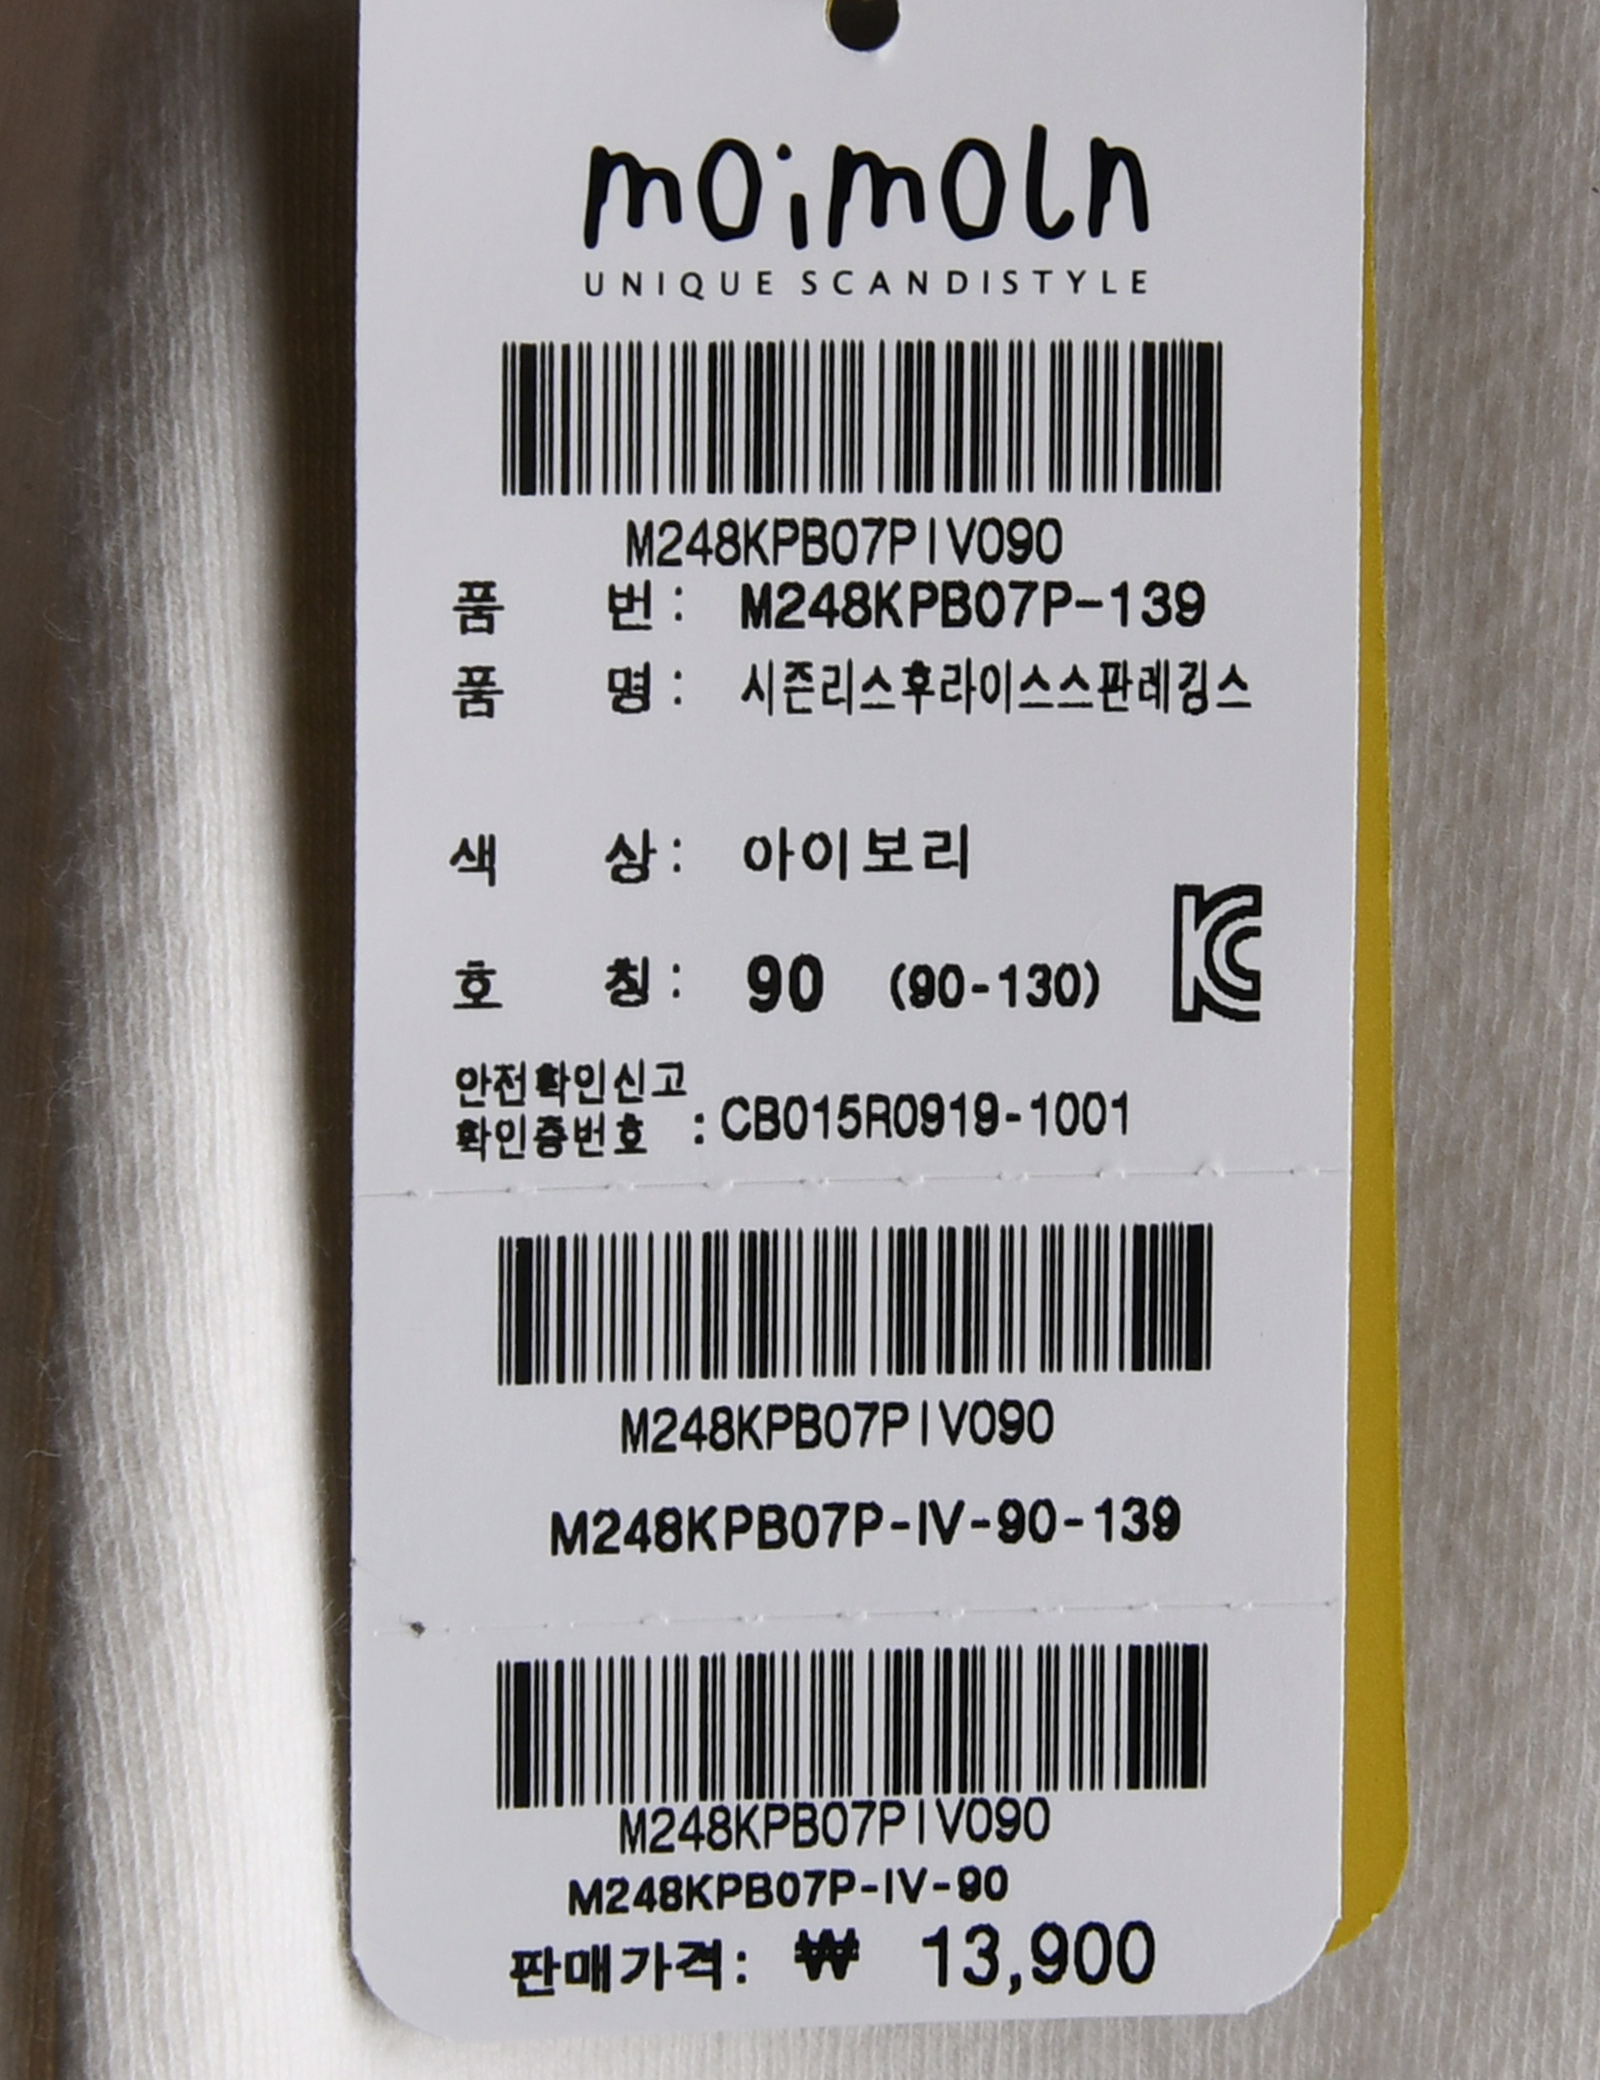 moimoln
UNIQUE SCANDISTYLE
M248KPB07PIV090
품 번: M248KPB07P-139
품 명: 시즌리스후라이스스판레깅스
색 상: 아이보리
호 칭: 90 (90-130)
안전확인신고
확인증번호 : CB015R0919-1001
M248KPB07PIV090
M248KPB07P-IV-90-139
M248KPB07PIV090
M248KPB07P-IV-90
판매가격: ₩ 13,900